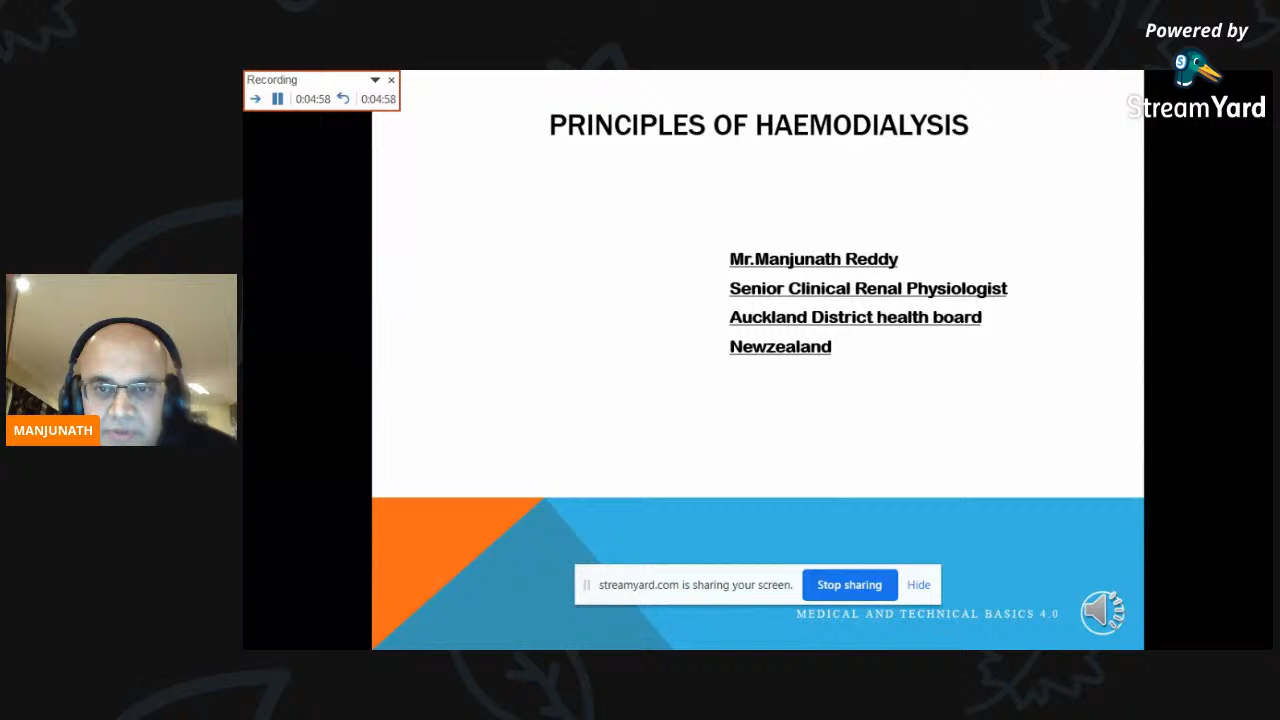 Powered by
StreamYard
Recording
0:04:58 0:04:58
PRINCIPLES OF HAEMODIALYSIS
Mr.Manjunath Reddy
Senior Clinical Renal Physiologist
Auckland District health board
Newzealand
MANJUNATH
streamyard.com is sharing your screen. Stop sharing Hide
MEDICAL AND TECHNICAL BASICS 4.0